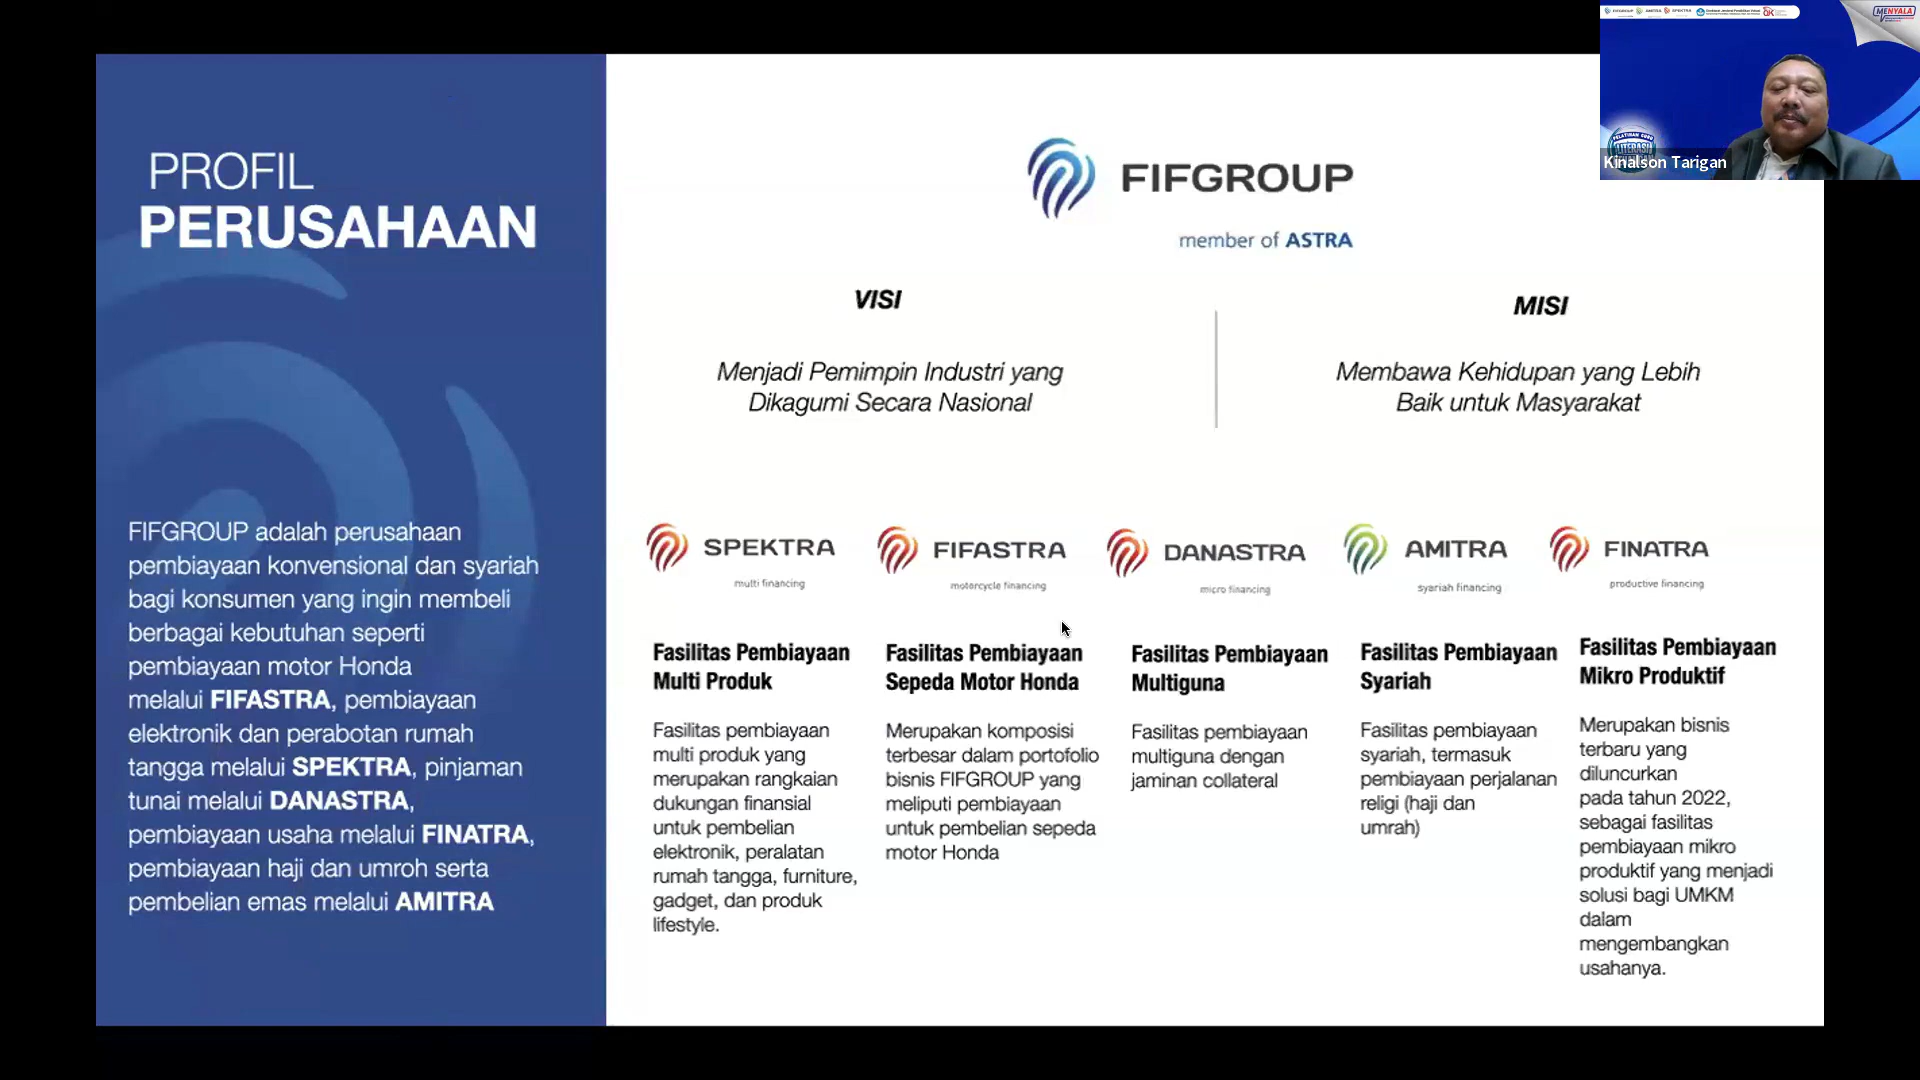 PROFIL
PERUSAHAAN
FIFGROUP adalah perusahaan
pembiayaan konvensional dan syariah
bagi konsumen yang ingin membeli
berbagai kebutuhan seperti
pembiayaan motor Honda
melalui FIFASTRA, pembiayaan
elektronik dan perabotan rumah
tangga melalui SPEKTRA, pinjaman
tunai melalui DANASTRA,
pembiayaan usaha melalui FINATRA,
pembiayaan haji dan umroh serta
pembelian emas melalui AMITRA
FIFGROUP
member of ASTRA
VISI
Menjadi Pemimpin Industri yang
Dikagumi Secara Nasional
MISI
Membawa Kehidupan yang Lebih
Baik untuk Masyarakat
SPEKTRA
multi financing
Fasilitas Pembiayaan
Multi Produk
Fasilitas pembiayaan
multi produk yang
merupakan rangkaian
dukungan finansial
untuk pembelian
elektronik, peralatan
rumah tangga, furniture,
gadget, dan produk
lifestyle.
FIFASTRA
motorcycle financing
Fasilitas Pembiayaan
Sepeda Motor Honda
Merupakan komposisi
terbesar dalam portofolio
bisnis FIFGROUP yang
meliputi pembiayaan
untuk pembelian sepeda
motor Honda
DANASTRA
micro financing
Fasilitas Pembiayaan
Multiguna
Fasilitas pembiayaan
multiguna dengan
jaminan collateral
AMITRA
syariah financing
Fasilitas Pembiayaan
Syariah
Fasilitas pembiayaan
syariah, termasuk
pembiayaan perjalanan
religi (haji dan
umrah)
FINATRA
productive financing
Fasilitas Pembiayaan
Mikro Produktif
Merupakan bisnis
terbaru yang
diluncurkan
pada tahun 2022,
sebagai fasilitas
pembiayaan mikro
produktif yang menjadi
solusi bagi UMKM
dalam
mengembangkan
usahanya.
FIFGROUP AMITRA SPEKTRA
MENYALA
PELATIHAN GURU
LITERASI
Kinalson Tarigan